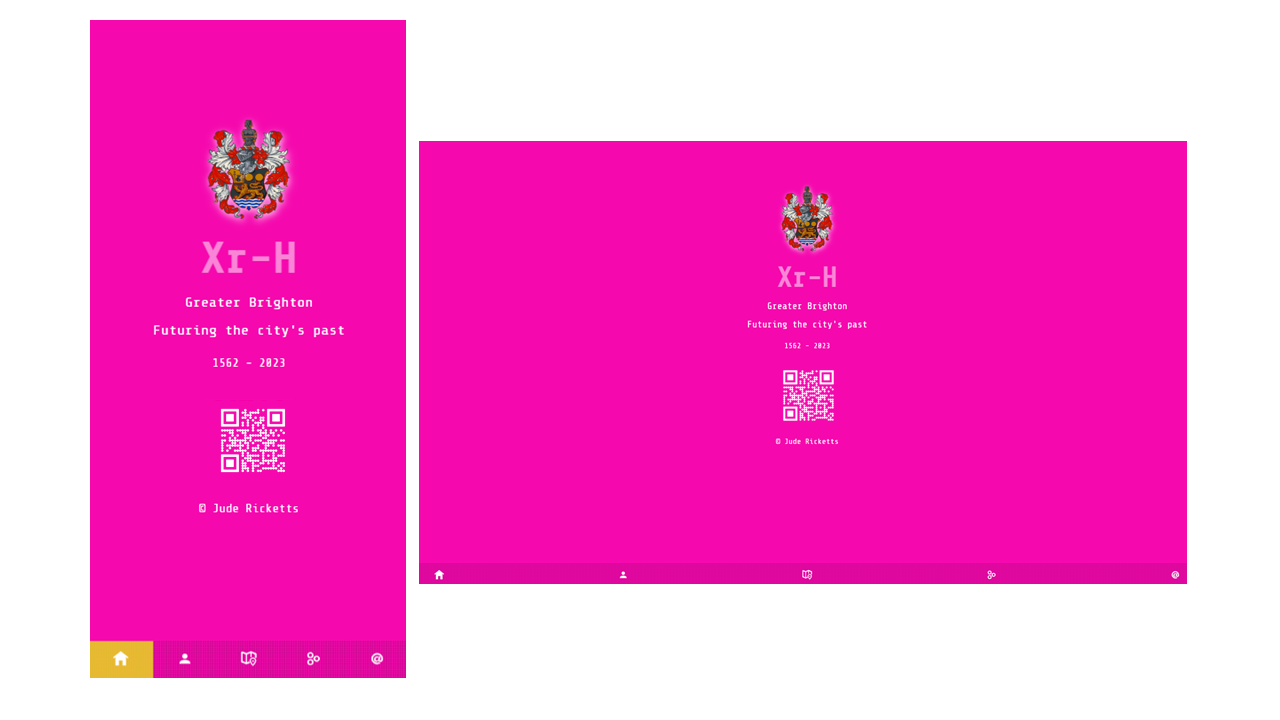 Xr-H
Greater Brighton
Futuring the city's past
1562 - 2023
© Jude Ricketts
@
Xr-H
Greater Brighton
Futuring the city's past
1562 - 2023
© Jude Ricketts
@